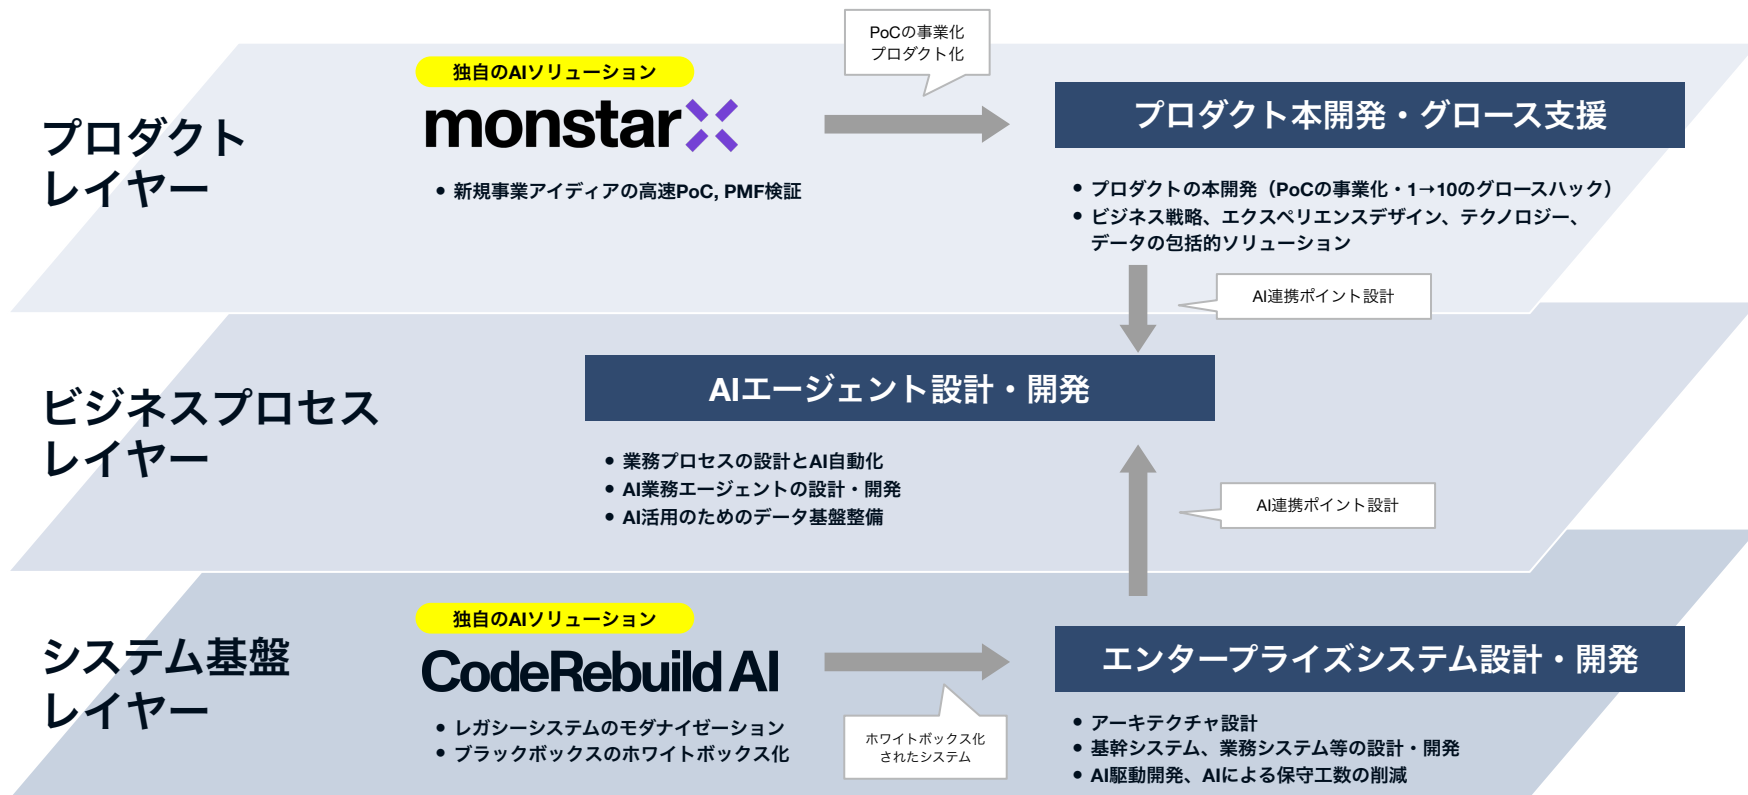 PoCの事業化
プロダクト化
独自のAIソリューション
monstarx
プロダクト
レイヤー
プロダクト本開発・グロース支援
• 新規事業アイディアの高速PoC, PMF検証
• プロダクトの本開発（PoCの事業化・1→10のグロースハック）
• ビジネス戦略、エクスペリエンスデザイン、テクノロジー、
データの包括的ソリューション
AI連携ポイント設計
ビジネスプロセス
レイヤー
AIエージェント設計・開発
• 業務プロセスの設計とAI自動化
• AI業務エージェントの設計・開発
• AI活用のためのデータ基盤整備
AI連携ポイント設計
独自のAIソリューション
CodeRebuild AI
システム基盤
レイヤー
エンタープライズシステム設計・開発
• レガシーシステムのモダナイゼーション
• ブラックボックスのホワイトボックス化
ホワイトボックス化
されたシステム
• アーキテクチャ設計
• 基幹システム、業務システム等の設計・開発
• AI駆動開発、AIによる保守工数の削減